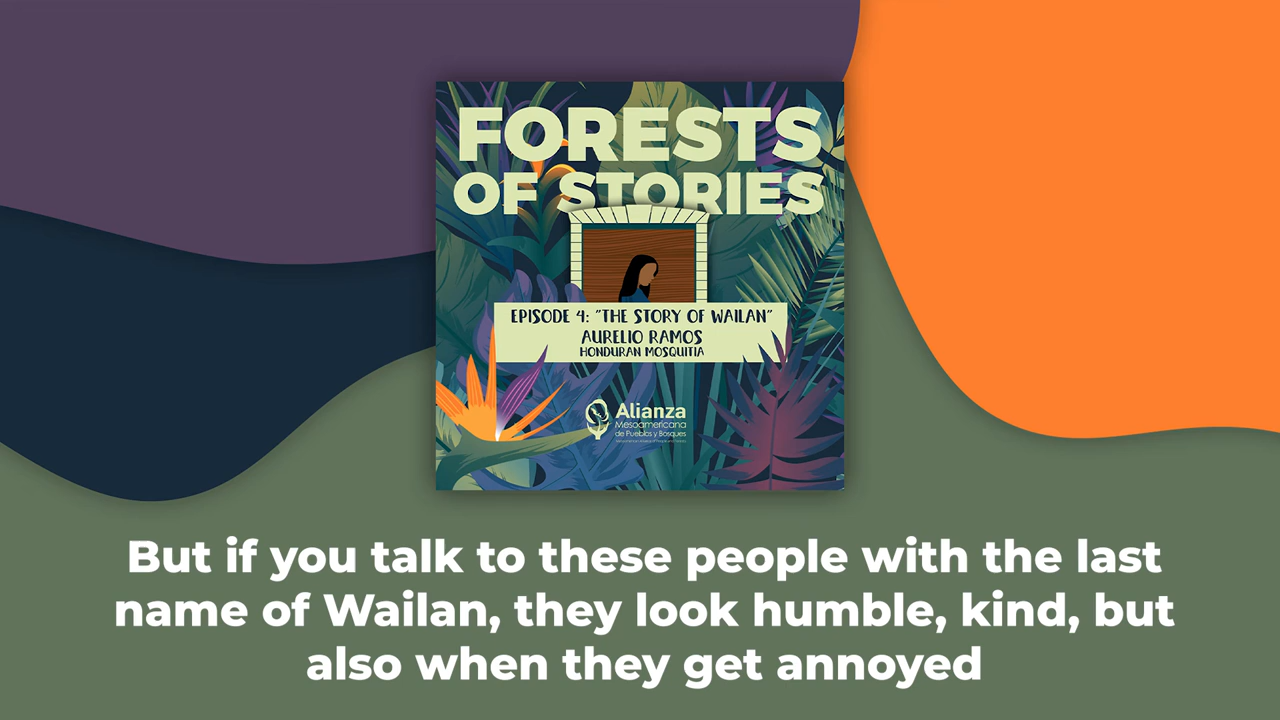 FORESTS
OF STORIES
EPISODE 4: "THE STORY OF WAILAN"
AURELIO RAMOS
HONDURAN MOSQUITIA
Alianza
Mesoamericana
de Pueblos y Bosques
But if you talk to these people with the last
name of Wailan, they look humble, kind, but
also when they get annoyed